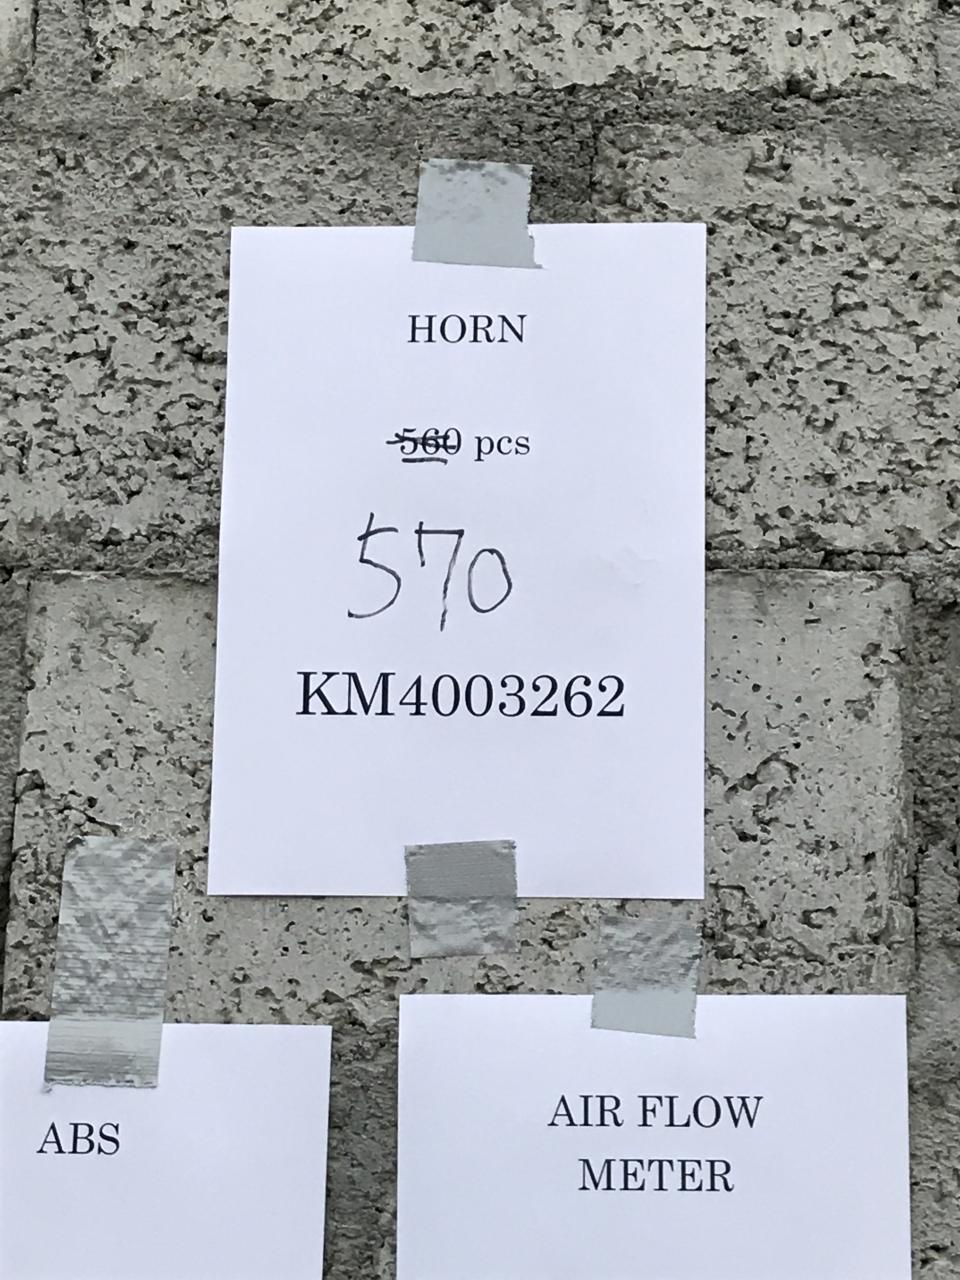 HORN
560 pcs
570
KM4003262
ABS
AIR FLOW
METER